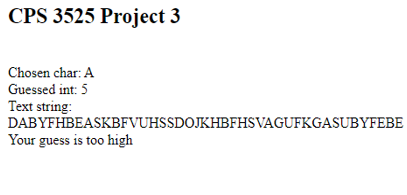 CPS 3525 Project 3
Chosen char: A
Guessed int: 5
Text string:
DABYFHBEASKBFVUHSSDOJKHBFHSVAGUFKGASUBYFEBE
Your guess is too high